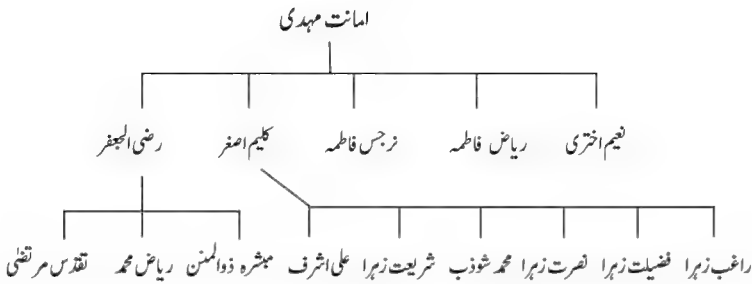 امانت مہدی
نعیم اختری ریاض فاطمہ نرجس فاطمہ کلیم اصغر رضی الجعفر
راغب زہرا فضیلت زہرا نصرت زہرا محمد شوذب شریعت زہرا علی اشرف مبشرہ ذوالمنن ریاض محمد تقدس مرتضیٰ